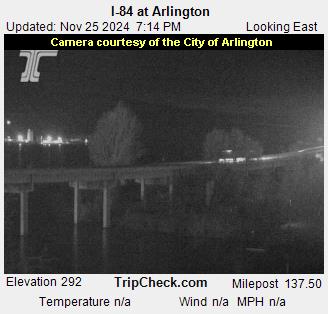 I-84 at Arlington
Updated: Nov 25 2024 7:14 PM Looking East
Camera courtesy of the City of Arlington
Elevation 292 TripCheck.com Milepost 137.50
Temperature n/a Wind n/a MPH n/a